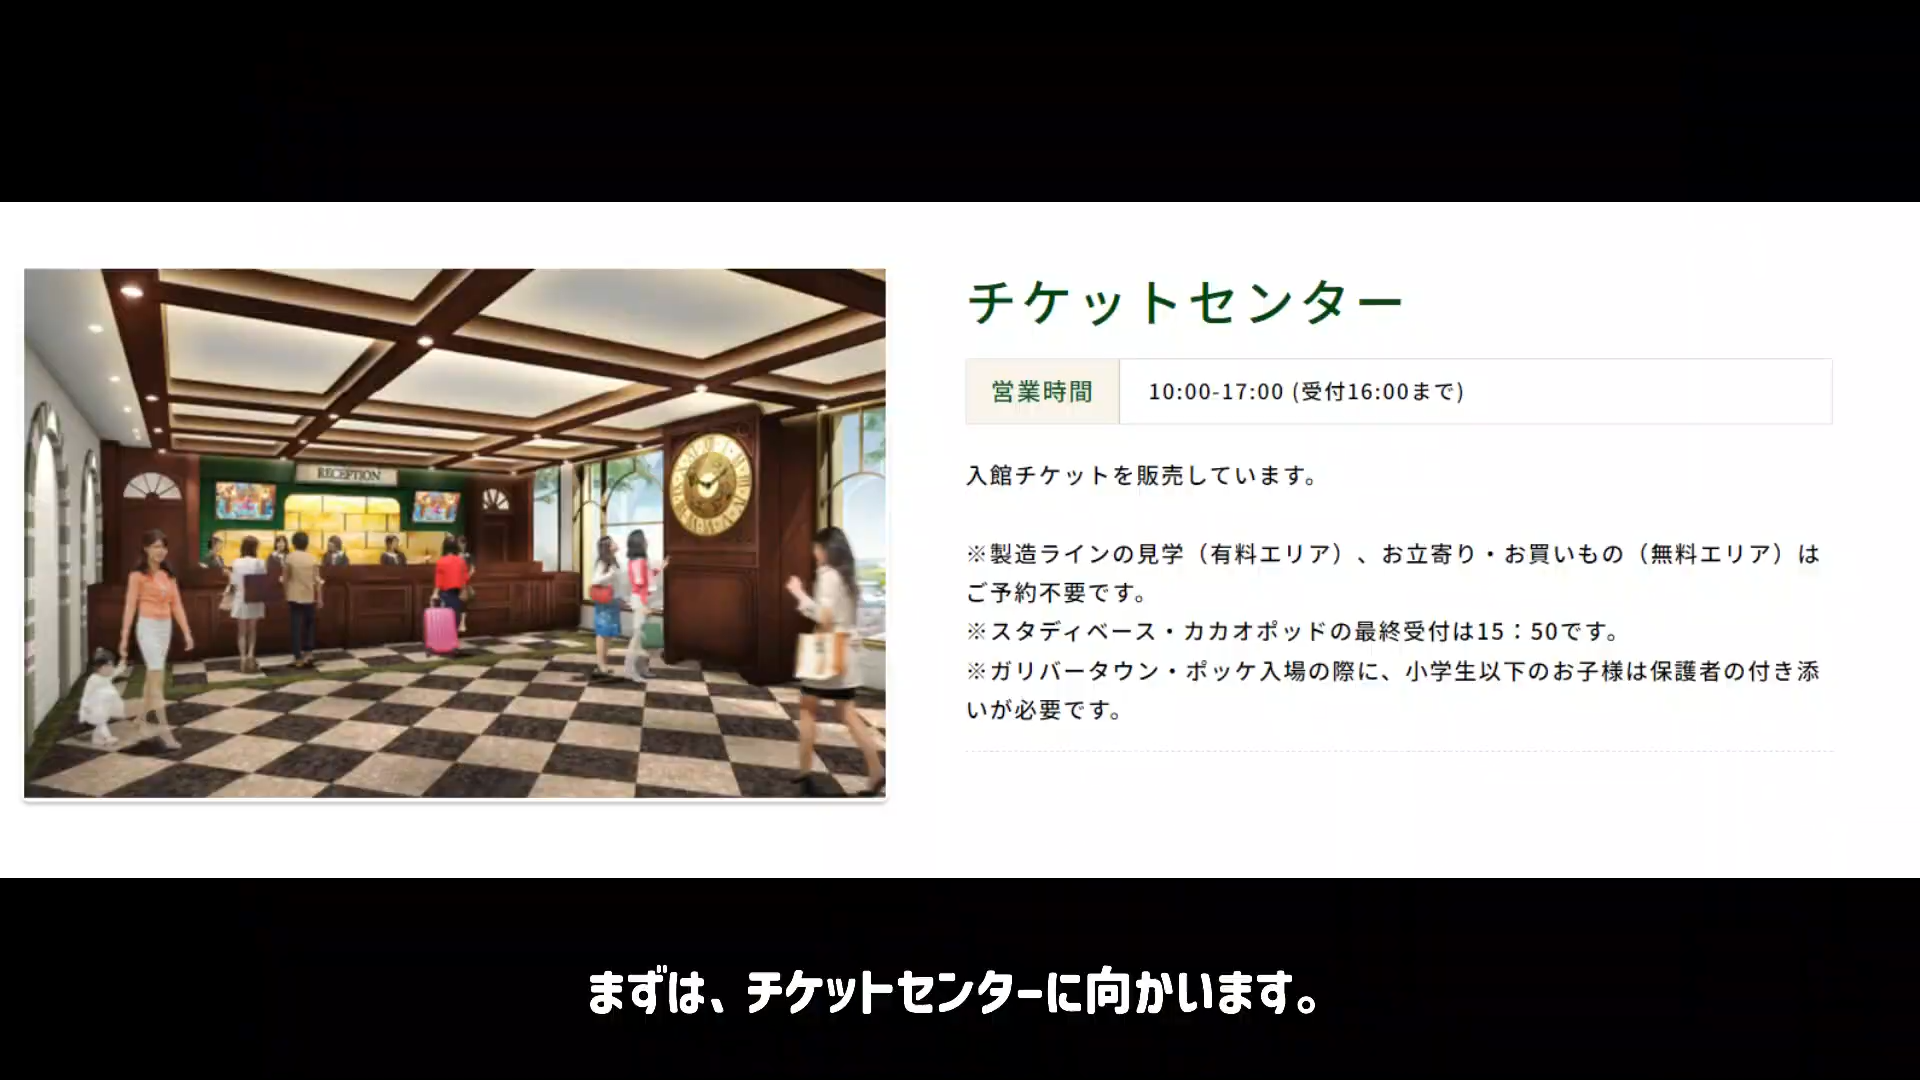 RECEPTION
チケットセンター
営業時間
10:00-17:00 (受付16:00まで)
入館チケットを販売しています。
※製造ラインの見学（有料エリア）、お立寄り・お買いもの（無料エリア）は
ご予約不要です。
※スタディベース・カカオポッドの最終受付は15：50です。
※ガリバータウン・ポッケ入場の際に、小学生以下のお子様は保護者の付き添
いが必要です。
まずは、チケットセンターに向かいます。